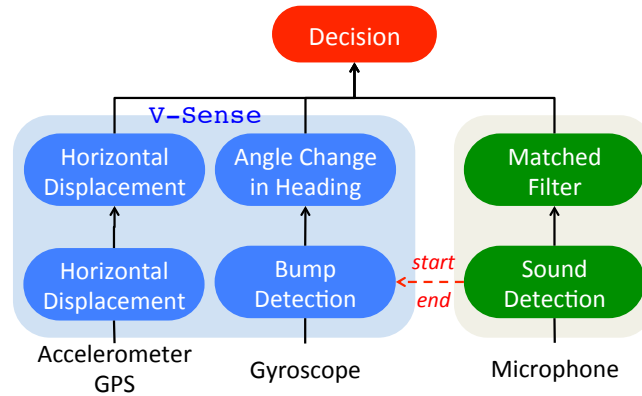 Decision
V-Sense
Horizontal
Displacement
Angle Change
in Heading
Matched
Filter
Horizontal
Displacement
Bump
Detection
start
end
Sound
Detection
Accelerometer
GPS
Gyroscope
Microphone